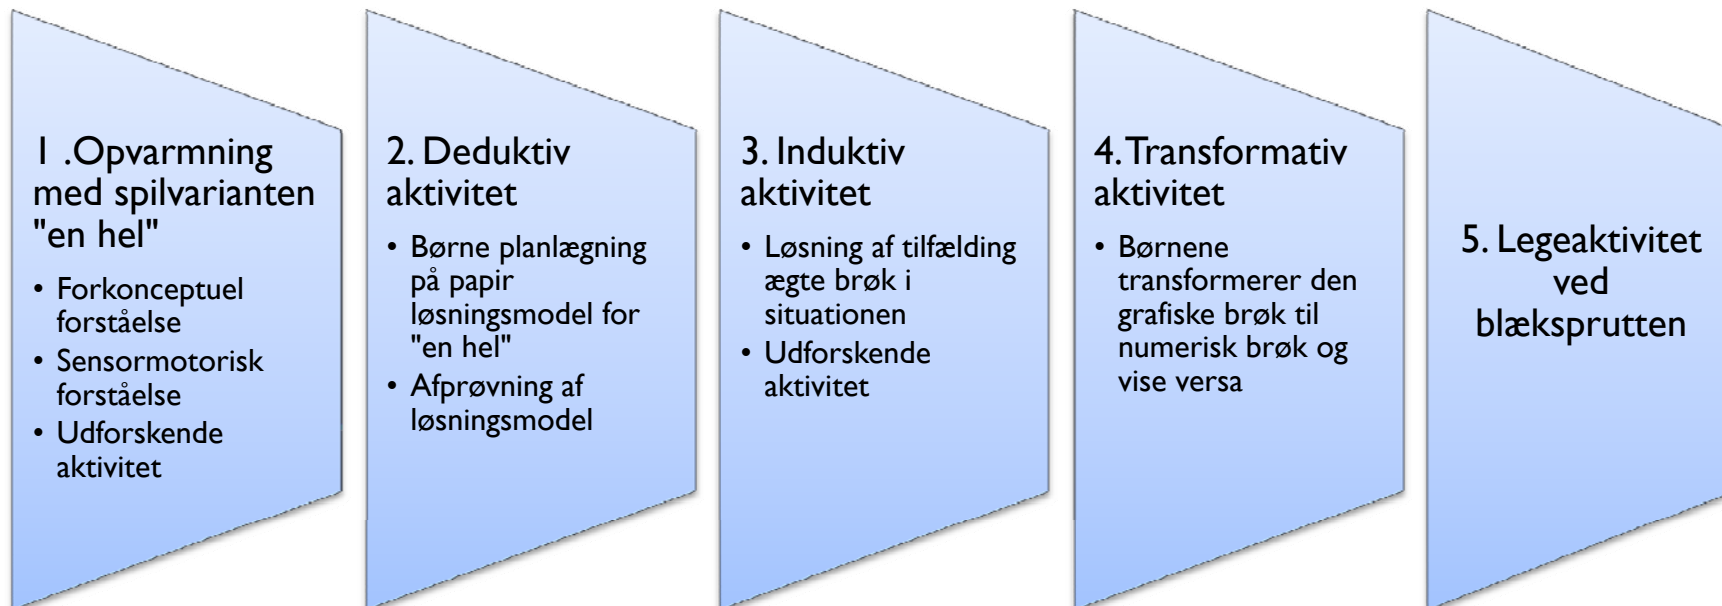 1 .Opvarmning
med spilvarianten
"en hel"
• Forkonceptuel
forståelse
• Sensormotorisk
forståelse
• Udforskende
aktivitet
2. Deduktiv
aktivitet
• Børne planlægning
på papir
løsningsmodel for
"en hel"
• Afprøvning af
løsningsmodel
3. Induktiv
aktivitet
• Løsning af tilfælding
ægte brøk i
situationen
• Udforskende
aktivitet
4. Transformativ
aktivitet
• Børnene
transformerer den
grafiske brøk til
numerisk brøk og
vise versa
5. Legeaktivitet
ved
blæksprutten